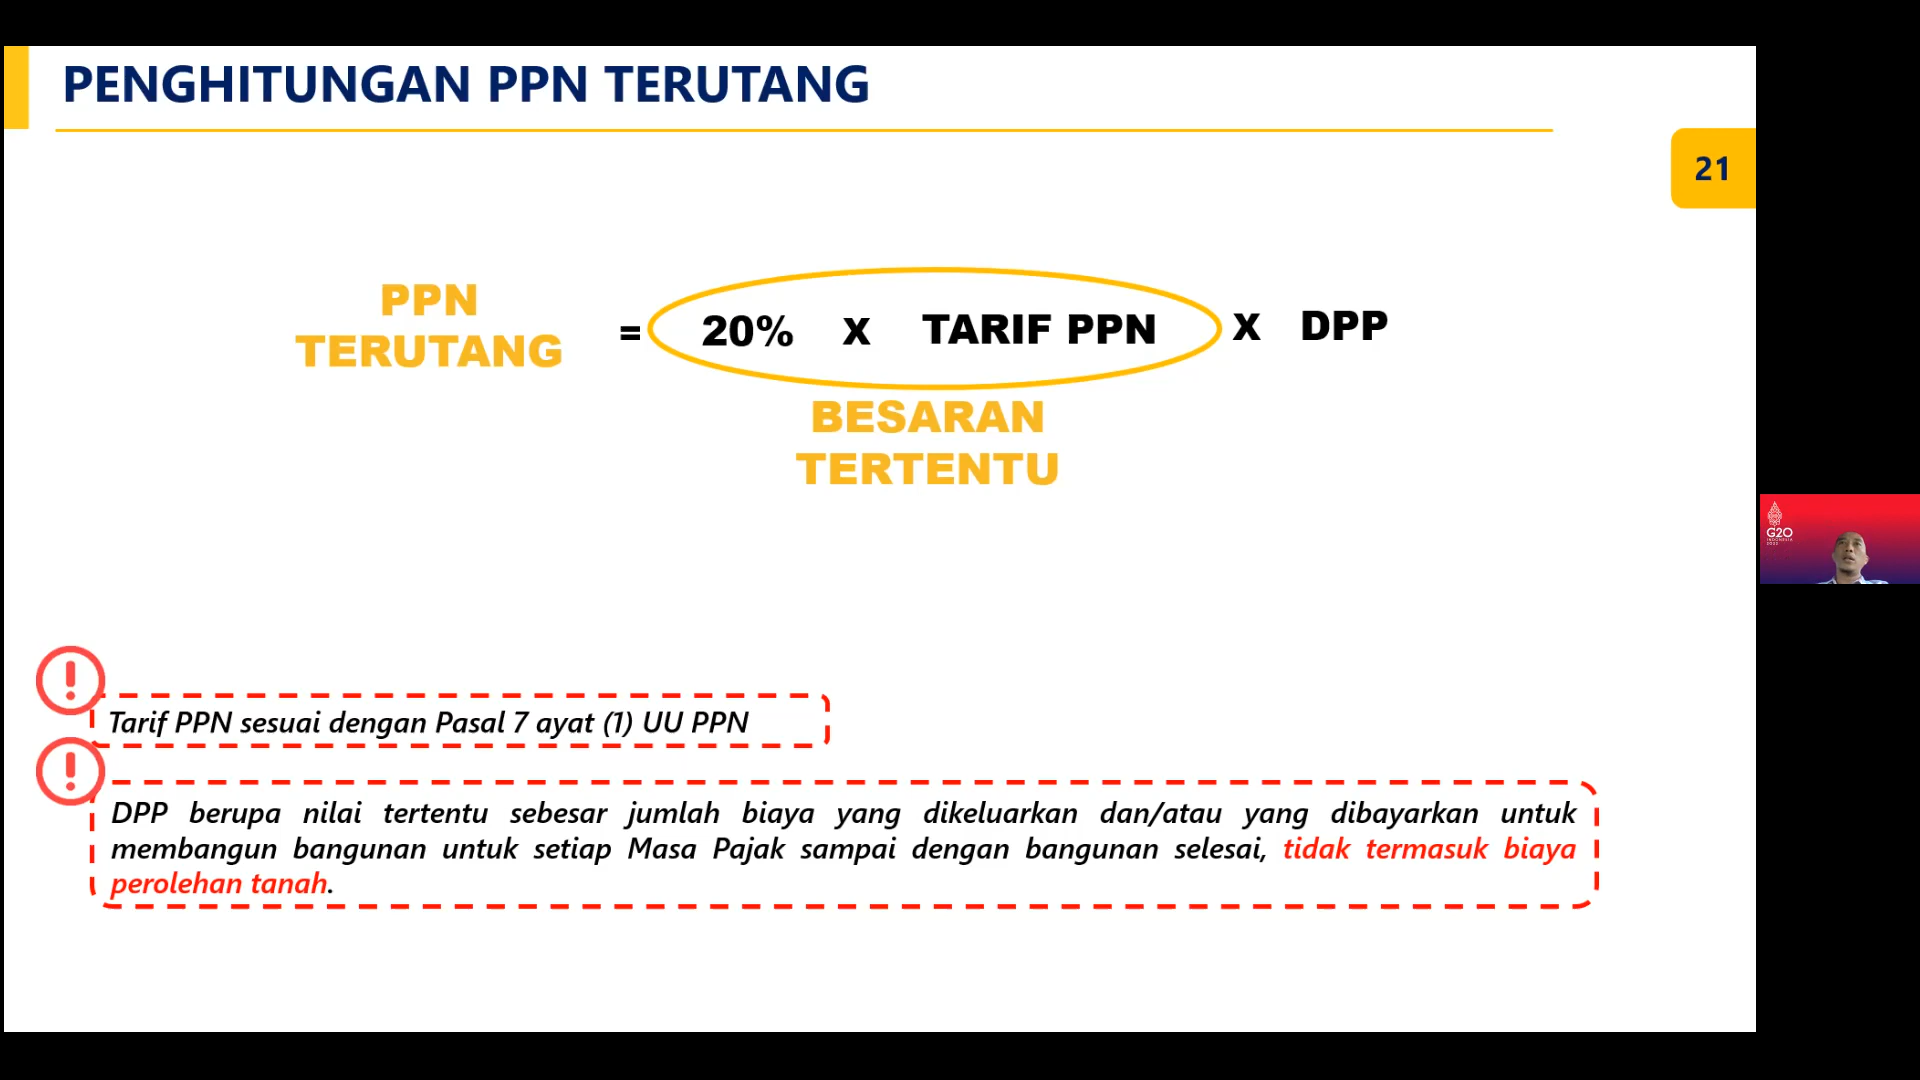 PENGHITUNGAN PPN TERUTANG
21
PPN
TERUTANG
= 20% X TARIF PPN X DPP
BESARAN
TERTENTU
G20
INDONESIA
2022
Tarif PPN sesuai dengan Pasal 7 ayat (1) UU PPN
DPP berupa nilai tertentu sebesar jumlah biaya yang dikeluarkan dan/atau yang dibayarkan untuk
membangun bangunan untuk setiap Masa Pajak sampai dengan bangunan selesai, tidak termasuk biaya
perolehan tanah.